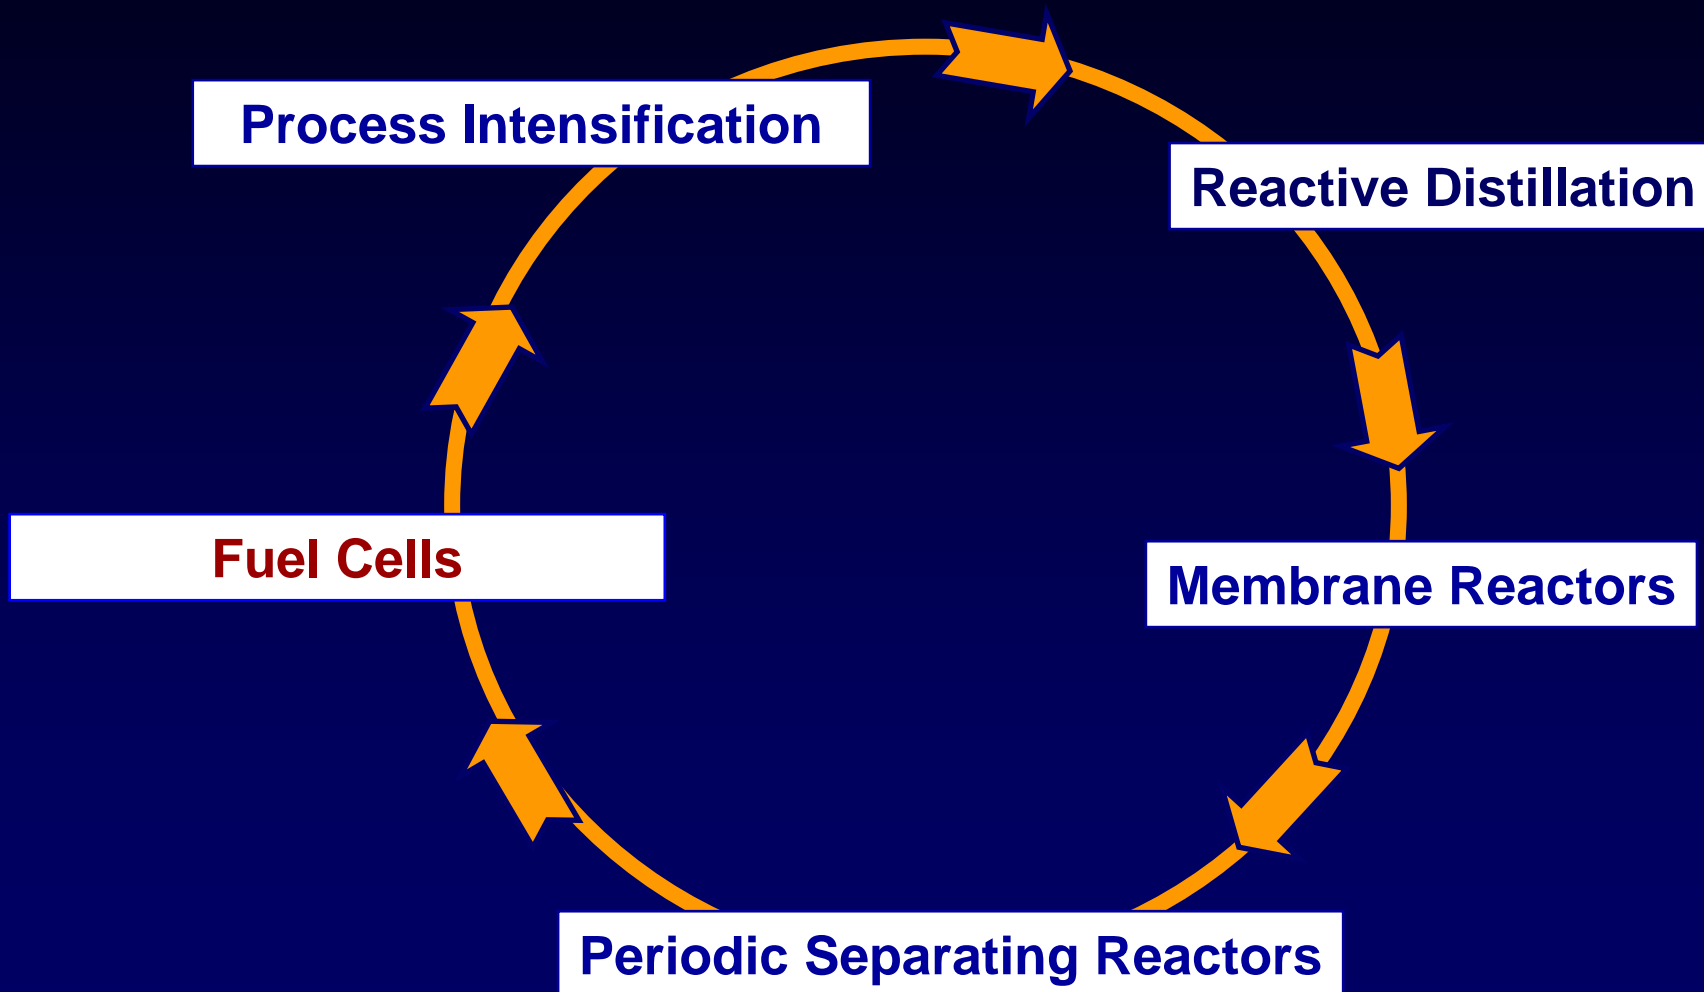 Process Intensification
Reactive Distillation
Fuel Cells
Membrane Reactors
Periodic Separating Reactors